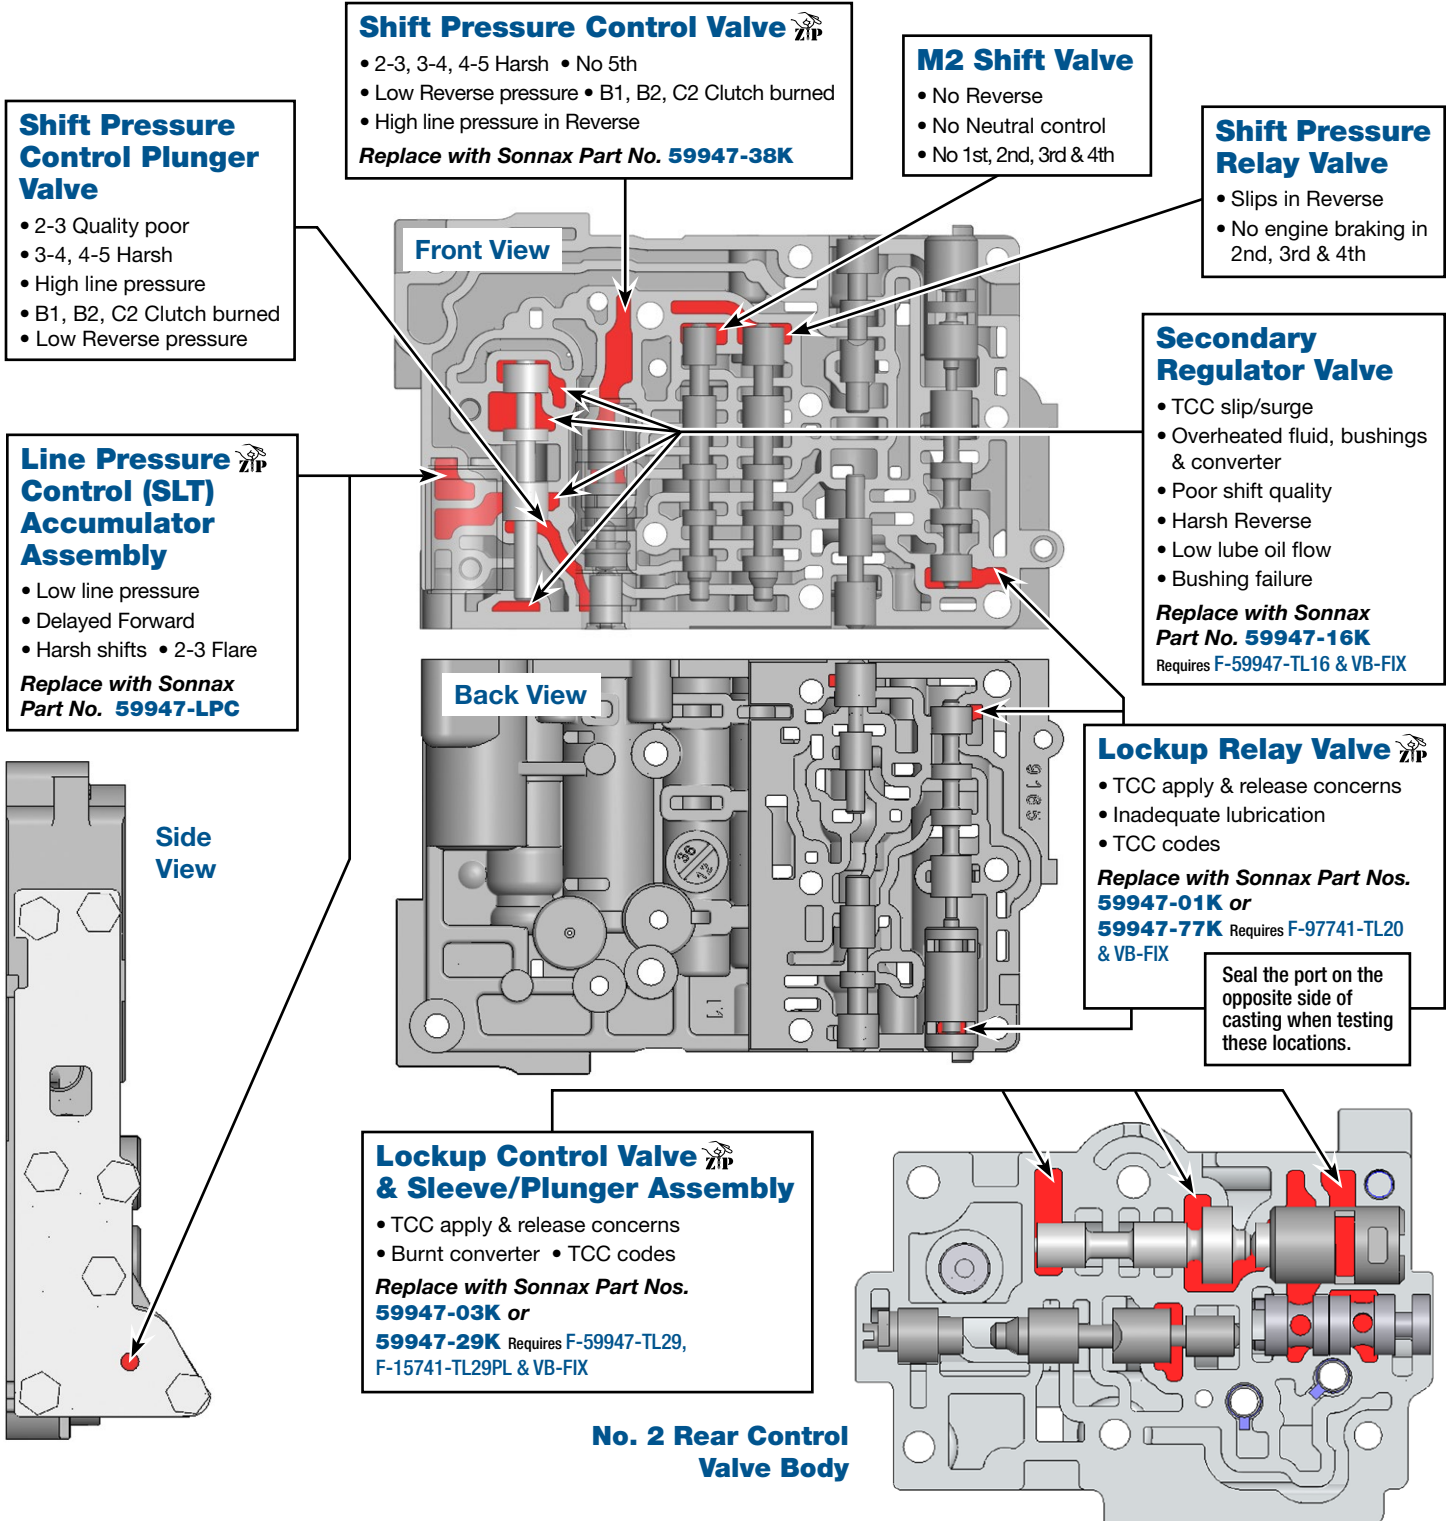 Shift Pressure Control Valve ZIP
• 2-3, 3-4, 4-5 Harsh • No 5th
• Low Reverse pressure • B1, B2, C2 Clutch burned
• High line pressure in Reverse
Replace with Sonnax Part No. 59947-38K
M2 Shift Valve
• No Reverse
• No Neutral control
• No 1st, 2nd, 3rd & 4th
Shift Pressure
Control Plunger
Valve
• 2-3 Quality poor
• 3-4, 4-5 Harsh
• High line pressure
• B1, B2, C2 Clutch burned
• Low Reverse pressure
Shift Pressure
Relay Valve
• Slips in Reverse
• No engine braking in
2nd, 3rd & 4th
Front View
Secondary
Regulator Valve
• TCC slip/surge
• Overheated fluid, bushings
& converter
• Poor shift quality
• Harsh Reverse
• Low lube oil flow
• Bushing failure
Replace with Sonnax
Part No. 59947-16K
Requires F-59947-TL16 & VB-FIX
Line Pressure ZIP
Control (SLT)
Accumulator
Assembly
• Low line pressure
• Delayed Forward
• Harsh shifts • 2-3 Flare
Replace with Sonnax
Part No. 59947-LPC
Back View
36
12
Lockup Relay Valve ZIP
• TCC apply & release concerns
• Inadequate lubrication
• TCC codes
Replace with Sonnax Part Nos.
59947-01K or
59947-77K Requires F-97741-TL20
& VB-FIX
Seal the port on the
opposite side of
casting when testing
these locations.
Side
View
Lockup Control Valve ZIP
& Sleeve/Plunger Assembly
• TCC apply & release concerns
• Burnt converter • TCC codes
Replace with Sonnax Part Nos.
59947-03K or
59947-29K Requires F-59947-TL29,
F-15741-TL29PL & VB-FIX
No. 2 Rear Control
Valve Body